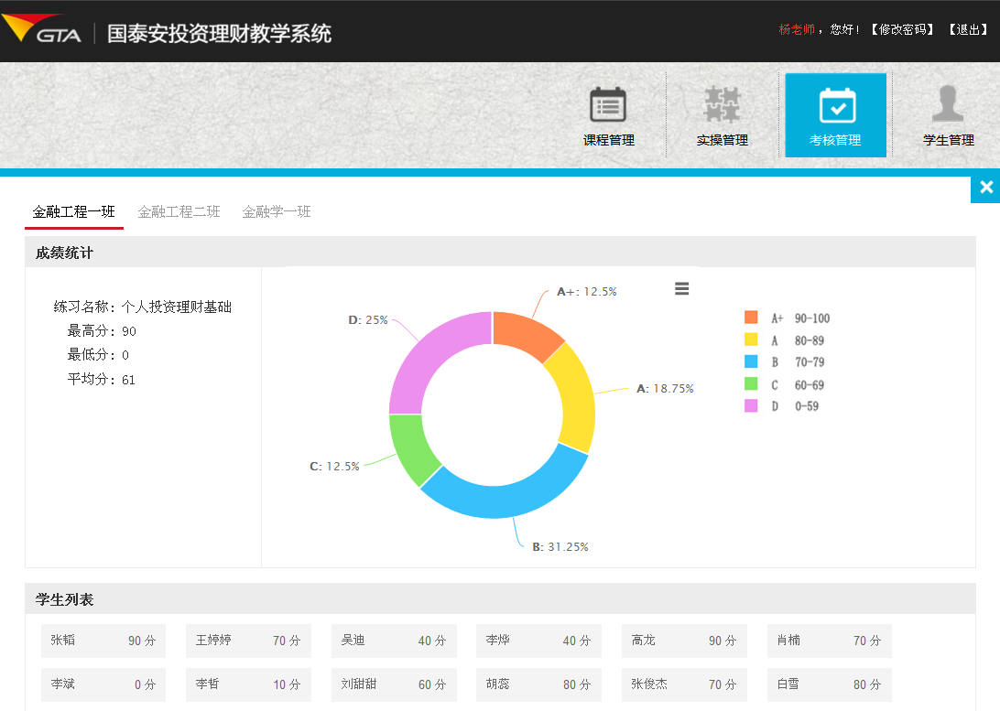 GTA 国泰安投资理财教学系统
杨老师，您好！【修改密码】【退出】
课程管理 实操管理 考核管理 学生管理
金融工程一班 金融工程二班 金融学一班
成绩统计
练习名称：个人投资理财基础
最高分：90
最低分：0
平均分：61
A+: 12.5%
D: 25%
A: 18.75%
C: 12.5%
B: 31.25%
A+ 90-100
A 80-89
B 70-79
C 60-69
D 0-59
学生列表
张韬 90 分 王婷婷 70 分 吴迪 40 分 李烨 40 分 高龙 90 分 肖楠 70 分
李斌 0 分 李哲 10 分 刘甜甜 60 分 胡蕊 80 分 张俊杰 70 分 白雪 80 分